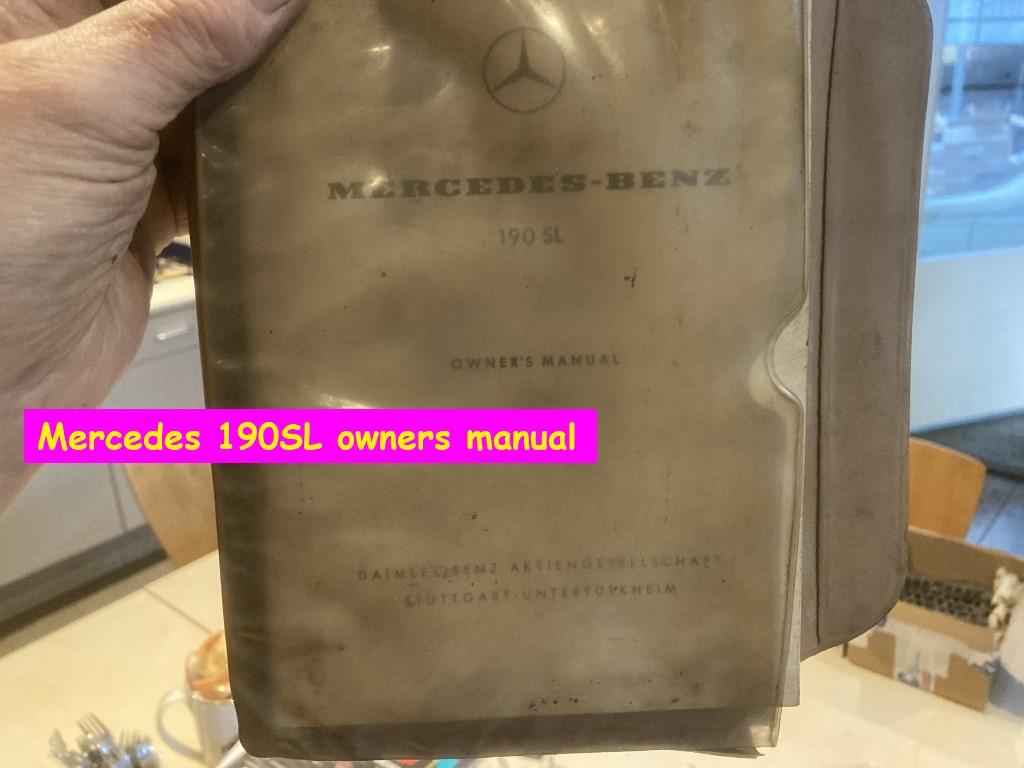 MERCEDES-BENZ
190 SL
OWNER'S MANUAL
Mercedes 190SL owners manual
DAIMLER-BENZ AKTIENGESELLSCHAFT
STUTTGART-UNTERTÜRKHEIM